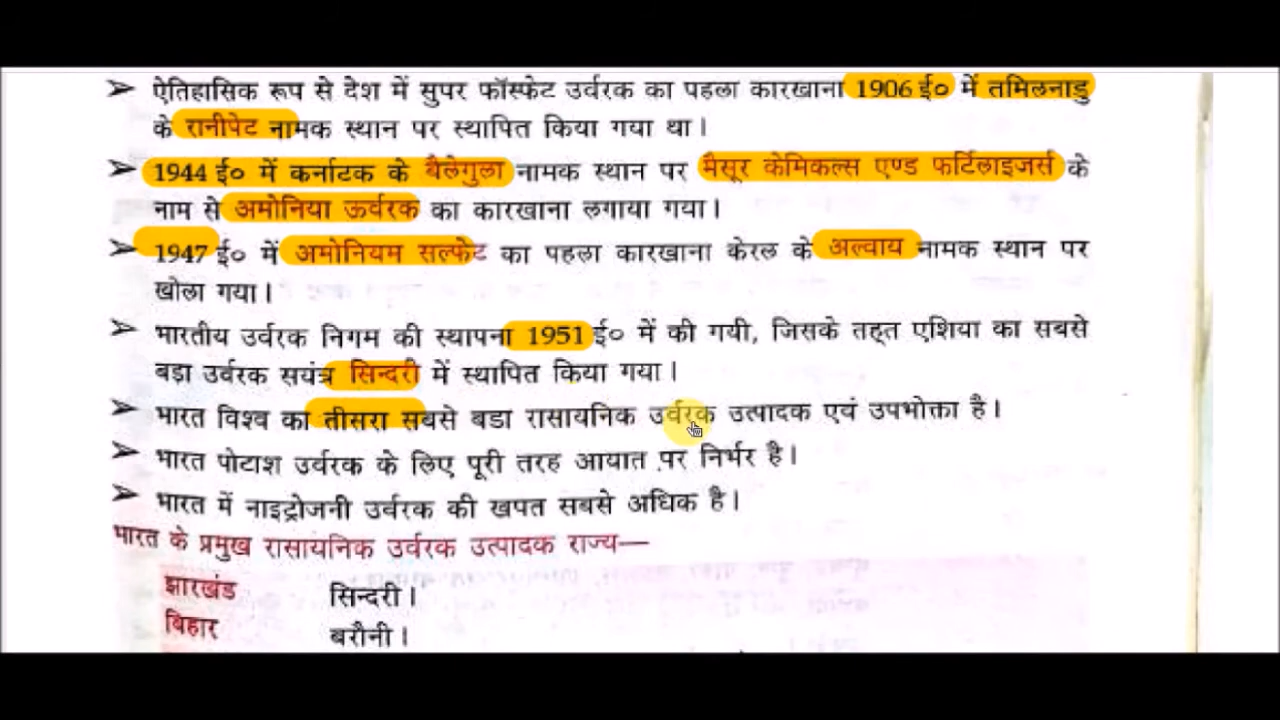 ➢ ऐतिहासिक रूप से देश में सुपर फॉस्फेट उर्वरक का पहला कारखाना 1906 ई० में तमिलनाडु
के रानीपेट नामक स्थान पर स्थापित किया गया था।
➢ 1944 ई० में कर्नाटक के बैलेगुला नामक स्थान पर मैसूर केमिकल्स एण्ड फर्टिलाइजर्स के
नाम से अमोनिया ऊर्वरक का कारखाना लगाया गया।
➢ 1947 ई० में अमोनियम सल्फेट का पहला कारखाना केरल के अल्वाय नामक स्थान पर
खोला गया।
➢ भारतीय उर्वरक निगम की स्थापना 1951 ई० में की गयी, जिसके तह्त एशिया का सबसे
बड़ा उर्वरक सयंत्र सिन्दरी में स्थापित किया गया।
➢ भारत विश्व का तीसरा सबसे बडा रासायनिक उर्वरक उत्पादक एवं उपभोक्ता है।
➢ भारत पोटाश उर्वरक के लिए पूरी तरह आयात पर निर्भर है।
➢ भारत में नाइट्रोजनी उर्वरक की खपत सबसे अधिक है।
भारत के प्रमुख रासायनिक उर्वरक उत्पादक राज्य—
झारखंड सिन्दरी।
बिहार बरौनी।